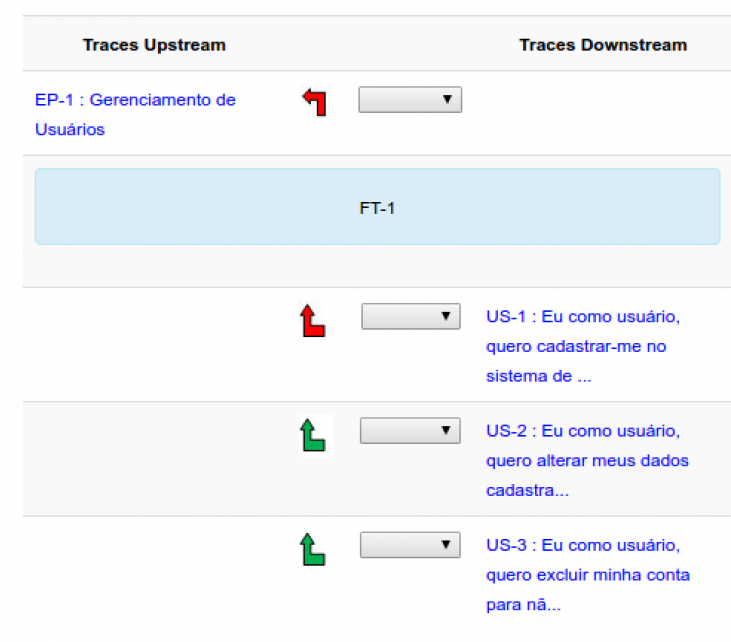 Traces Upstream Traces Downstream
EP-1 : Gerenciamento de
Usuários
FT-1
US-1 : Eu como usuário,
quero cadastrar-me no
sistema de ...
US-2 : Eu como usuário,
quero alterar meus dados
cadastra...
US-3 : Eu como usuário,
quero excluir minha conta
para nã...